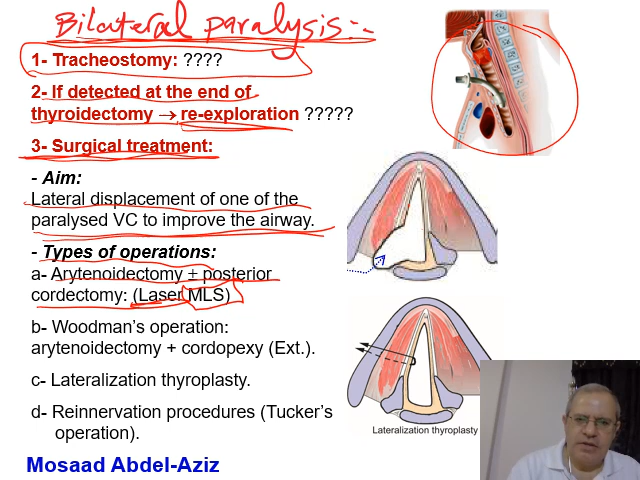 Bilateral paralysis:-
1- Tracheostomy: ????
2- If detected at the end of
thyroidectomy → re-exploration ?????
3- Surgical treatment:
- Aim:
Lateral displacement of one of the
paralysed VC to improve the airway.
- Types of operations:
a- Arytenoidectomy ± posterior
cordectomy: (Laser MLS)
b- Woodman's operation:
arytenoidectomy + cordopexy (Ext.).
c- Lateralization thyroplasty.
d- Reinnervation procedures (Tucker's
operation).
Lateralization thyroplasty
Mosaad Abdel-Aziz